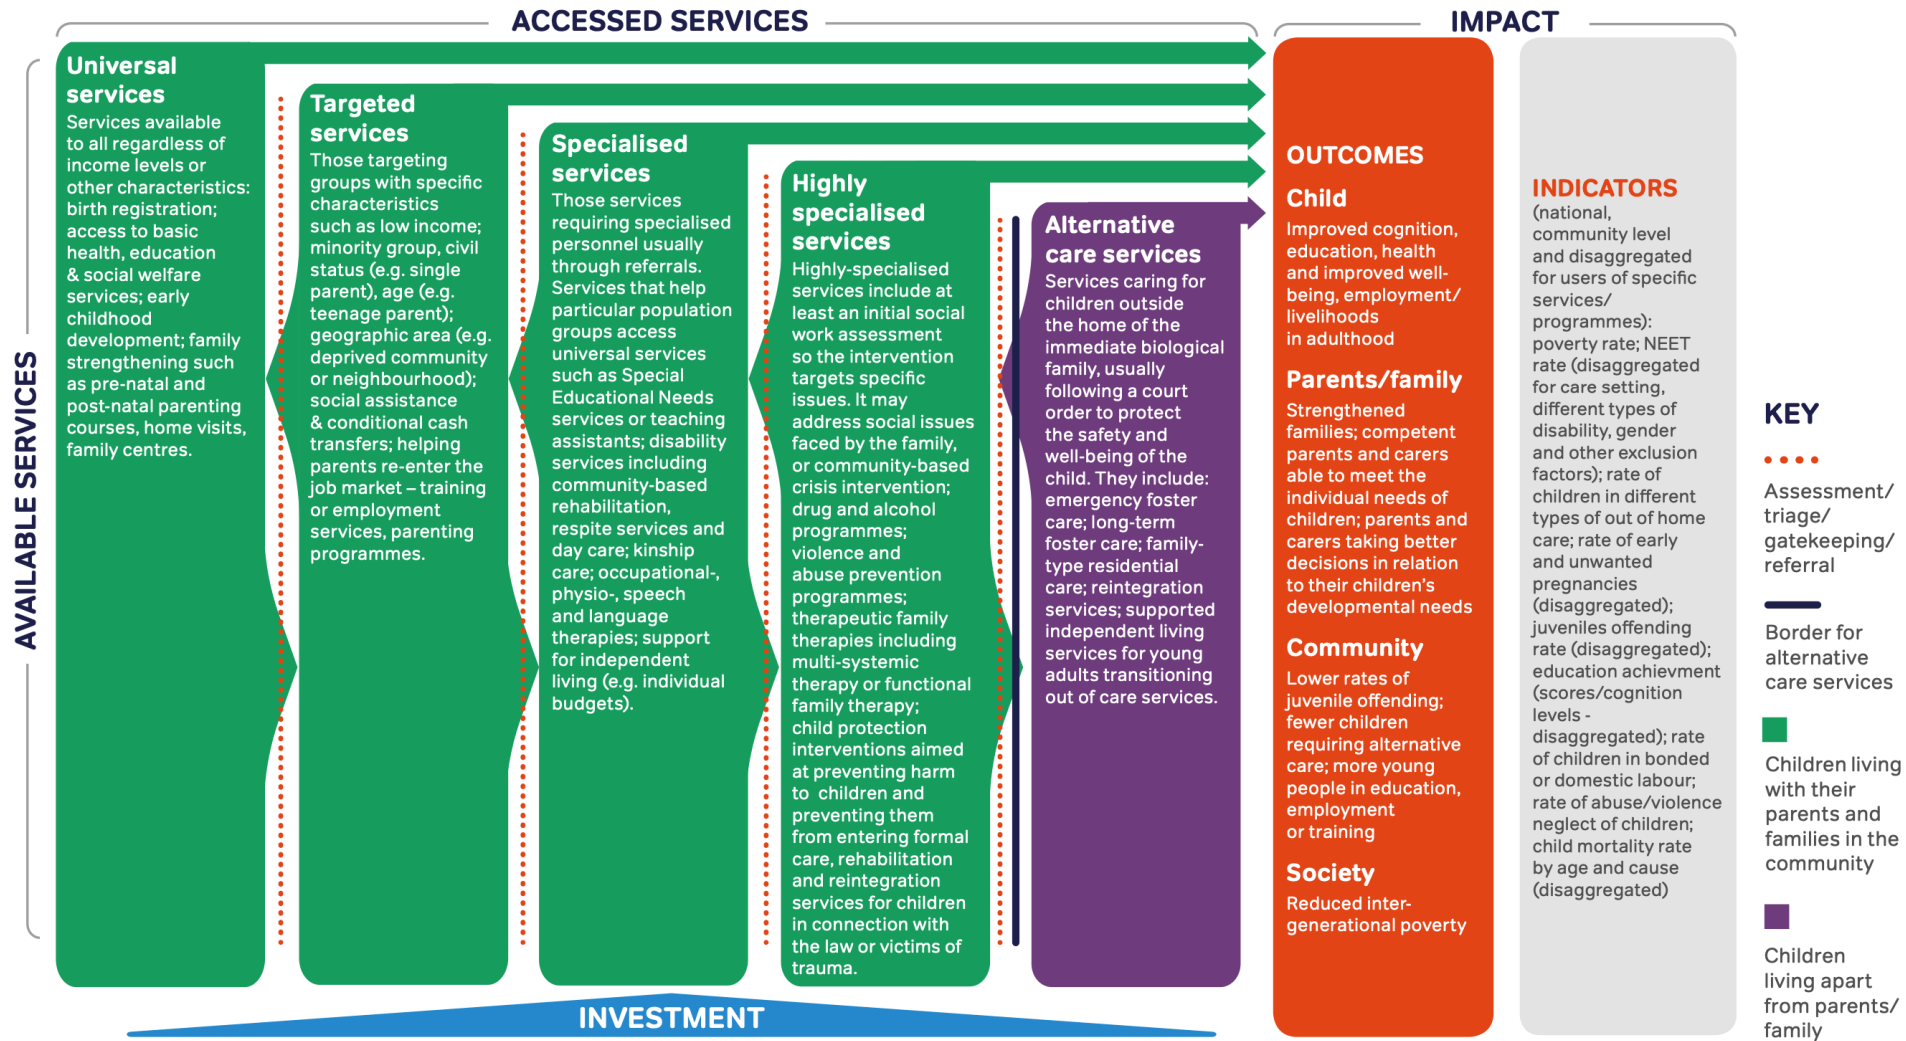 ACCESSED SERVICES
IMPACT
AVAILABLE SERVICES
Universal
services
Services available
to all regardless of
income levels or
other characteristics:
birth registration;
access to basic
health, education
& social welfare
services; early
childhood
development; family
strengthening such
as pre-natal and
post-natal parenting
courses, home visits,
family centres.
Targeted
services
Those targeting
groups with specific
characteristics
such as low income;
minority group, civil
status (e.g. single
parent), age (e.g.
teenage parent);
geographic area (e.g.
deprived community
or neighbourhood);
social assistance
& conditional cash
transfers; helping
parents re-enter the
job market – training
or employment
services, parenting
programmes.
Specialised
services
Those services
requiring specialised
personnel usually
through referrals.
Services that help
particular population
groups access
universal services
such as Special
Educational Needs
services or teaching
assistants; disability
services including
community-based
rehabilitation,
respite services and
day care; kinship
care; occupational-,
physio-, speech
and language
therapies; support
for independent
living (e.g. individual
budgets).
Highly
specialised
services
Highly-specialised
services include at
least an initial social
work assessment
so the intervention
targets specific
issues. It may
address social issues
faced by the family,
or community-based
crisis intervention;
drug and alcohol
programmes;
violence and
abuse prevention
programmes;
therapeutic family
therapies including
multi-systemic
therapy or functional
family therapy;
child protection
interventions aimed
at preventing harm
to children and
preventing them
from entering formal
care, rehabilitation
and reintegration
services for children
in connection with
the law or victims of
trauma.
Alternative
care services
Services caring for
children outside
the home of the
immediate biological
family, usually
following a court
order to protect
the safety and
well-being of the
child. They include:
emergency foster
care; long-term
foster care; family-
type residential
care; reintegration
services; supported
independent living
services for young
adults transitioning
out of care services.
INVESTMENT
OUTCOMES
Child
Improved cognition,
education, health
and improved well-
being, employment/
livelihoods
in adulthood
Parents/family
Strengthened
families; competent
parents and carers
able to meet the
individual needs of
children; parents and
carers taking better
decisions in relation
to their children's
developmental needs
Community
Lower rates of
juvenile offending;
fewer children
requiring alternative
care; more young
people in education,
employment
or training
Society
Reduced inter-
generational poverty
INDICATORS
(national,
community level
and disaggregated
for users of specific
services/
programmes):
poverty rate; NEET
rate (disaggregated
for care setting,
different types of
disability, gender
and other exclusion
factors); rate of
children in different
types of out of home
care; rate of early
and unwanted
pregnancies
(disaggregated);
juveniles offending
rate (disaggregated);
education achievment
(scores/cognition
levels -
disaggregated); rate
of children in bonded
or domestic labour;
rate of abuse/violence
neglect of children;
child mortality rate
by age and cause
(disaggregated)
KEY
Assessment/
triage/
gatekeeping/
referral
Border for
alternative
care services
Children living
with their
parents and
families in the
community
Children
living apart
from parents/
family